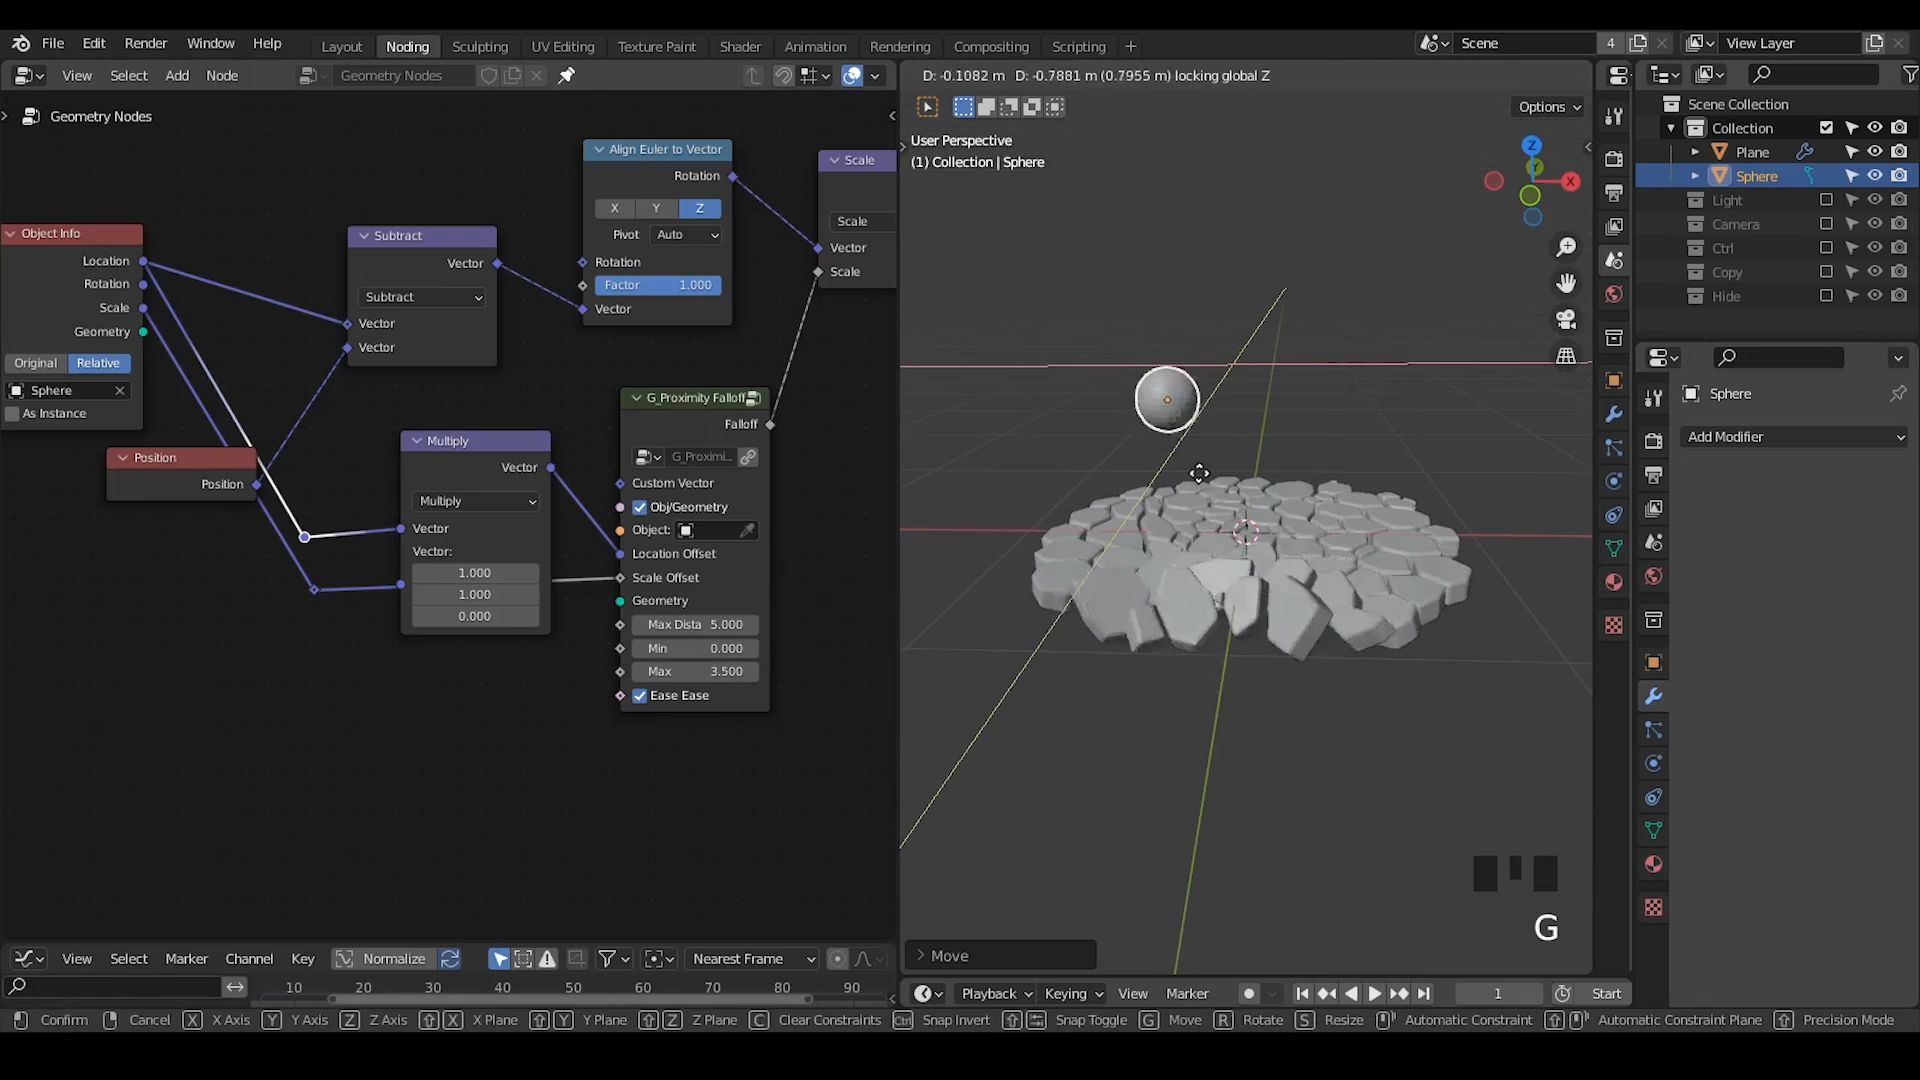 File Edit Render Window Help Layout Noding Sculpting UV Editing Texture Paint Shader Animation Rendering Compositing Scripting + Scene 4 View Layer
View Select Add Node Geometry Nodes
D: -0.1082 m D: -0.7881 m (0.7955 m) locking global Z
Geometry Nodes
Options
User Perspective
(1) Collection | Sphere
Object Info
Location
Rotation
Scale
Geometry
Original Relative
Sphere
As Instance
Position
Position
Subtract
Vector
Subtract
Vector
Vector
Align Euler to Vector
Rotation
X Y Z
Pivot Auto
Rotation
Factor 1.000
Vector
Scale
Scale
Vector
Scale
Multiply
Vector
Multiply
Vector
Vector:
1.000
1.000
0.000
G_Proximity Falloff
Falloff
G_Proximi...
Custom Vector
Obj/Geometry
Object:
Location Offset
Scale Offset
Geometry
Max Dista 5.000
Min 0.000
Max 3.500
Ease Ease
Z
Y
X
G
Move
Scene Collection
Collection
Plane
Sphere
Light
Camera
Ctrl
Copy
Hide
Sphere
Add Modifier
View Select Marker Channel Key Normalize Nearest Frame
10 20 30 40 50 60 70 80 90
Playback Keying View Marker 1 Start
Confirm Cancel X X Axis Y Y Axis Z Z Axis X X Plane Y Y Plane Z Z Plane C Clear Constraints Ctrl Snap Invert Snap Toggle G Move R Rotate S Resize Automatic Constraint Automatic Constraint Plane Precision Mode